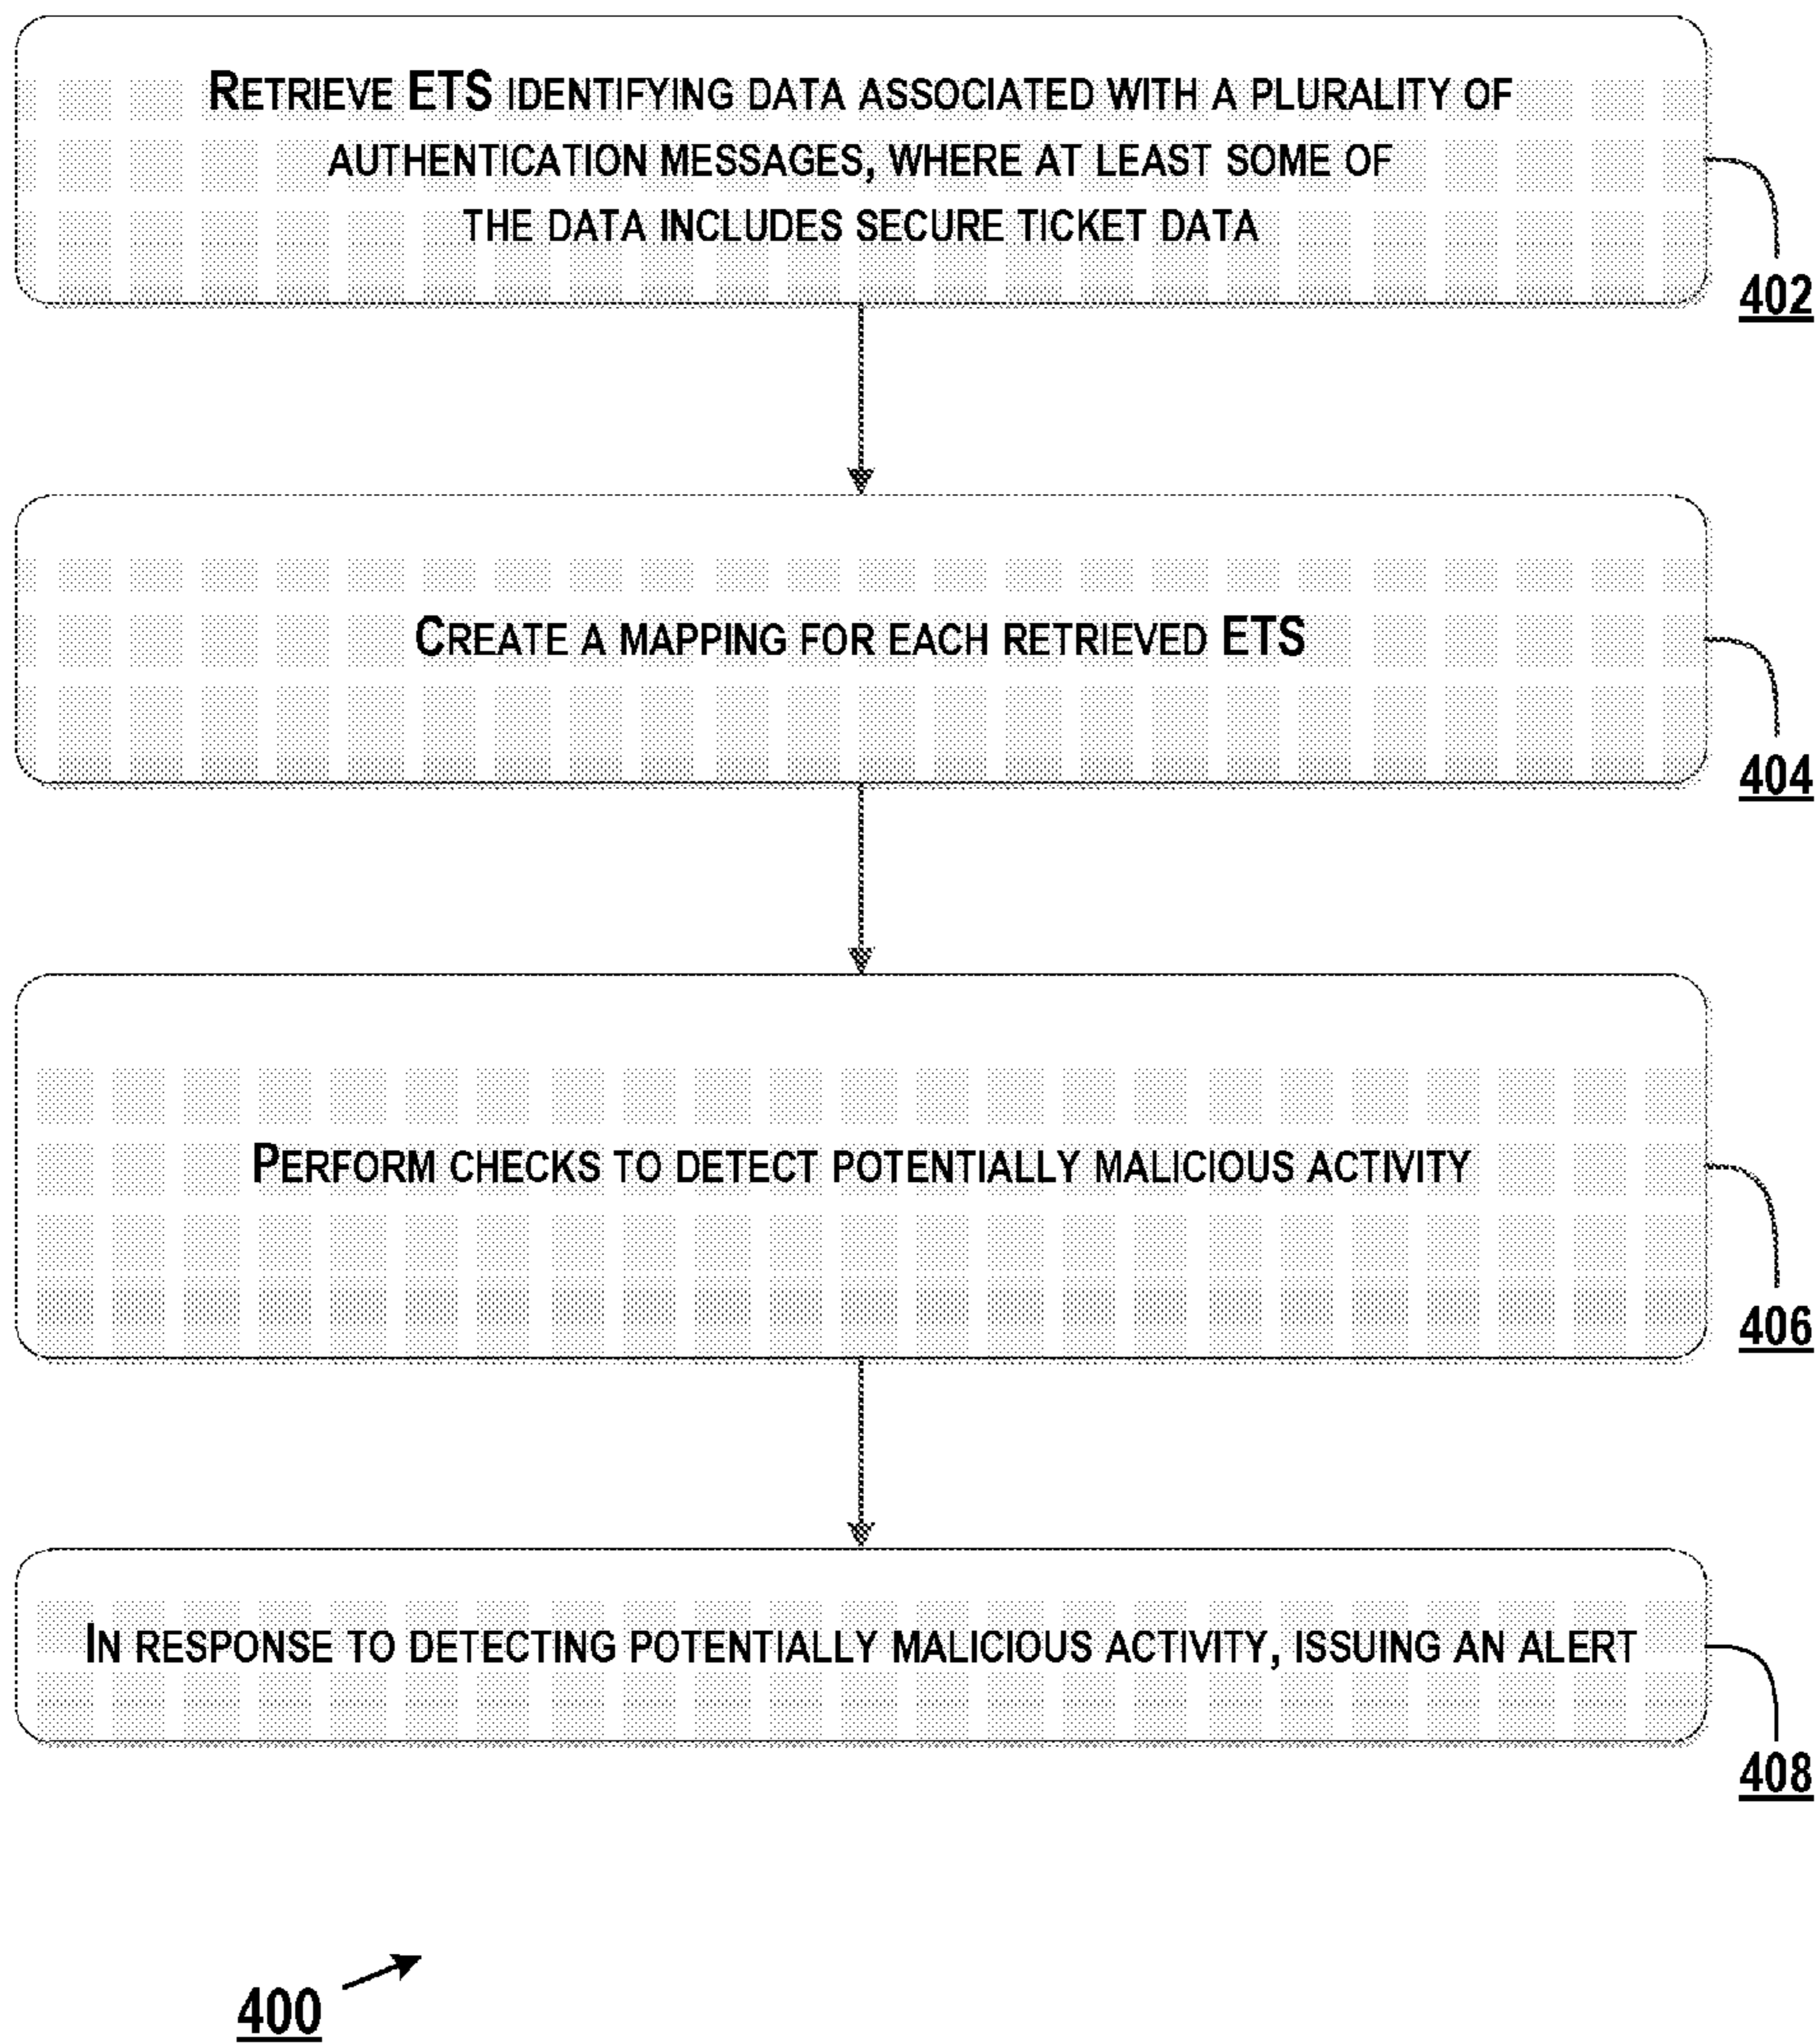 RETRIEVE ETS IDENTIFYING DATA ASSOCIATED WITH A PLURALITY OF
AUTHENTICATION MESSAGES, WHERE AT LEAST SOME OF
THE DATA INCLUDES SECURE TICKET DATA
402
CREATE A MAPPING FOR EACH RETRIEVED ETS
404
PERFORM CHECKS TO DETECT POTENTIALLY MALICIOUS ACTIVITY
406
IN RESPONSE TO DETECTING POTENTIALLY MALICIOUS ACTIVITY, ISSUING AN ALERT
408
400